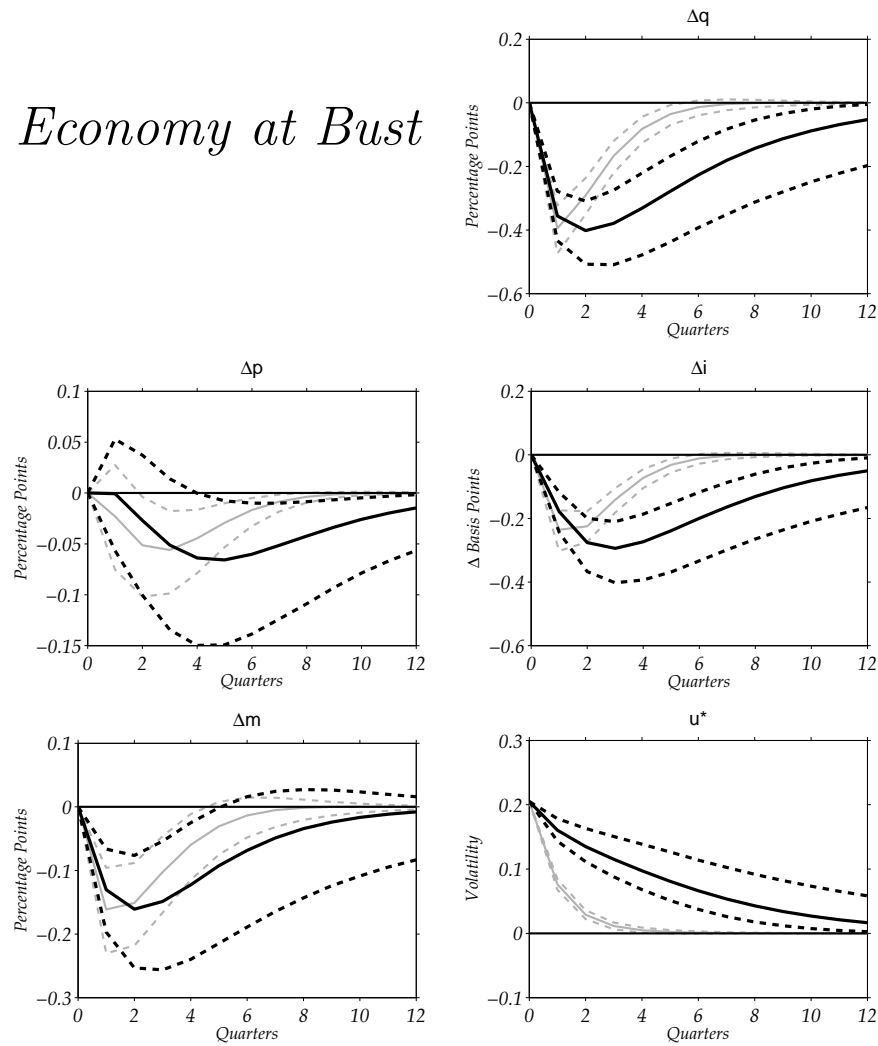 Economy at Bust
Δq
Percentage Points
0.2
0
−0.2
−0.4
−0.6
0 2 4 6 8 10 12
Quarters
Δp
Percentage Points
0.1
0.05
0
−0.05
−0.1
−0.15
0 2 4 6 8 10 12
Quarters
Δi
Δ Basis Points
0.2
0
−0.2
−0.4
−0.6
0 2 4 6 8 10 12
Quarters
Δm
Percentage Points
0.1
0
−0.1
−0.2
−0.3
0 2 4 6 8 10 12
Quarters
u*
Volatility
0.3
0.2
0.1
0
−0.1
0 2 4 6 8 10 12
Quarters